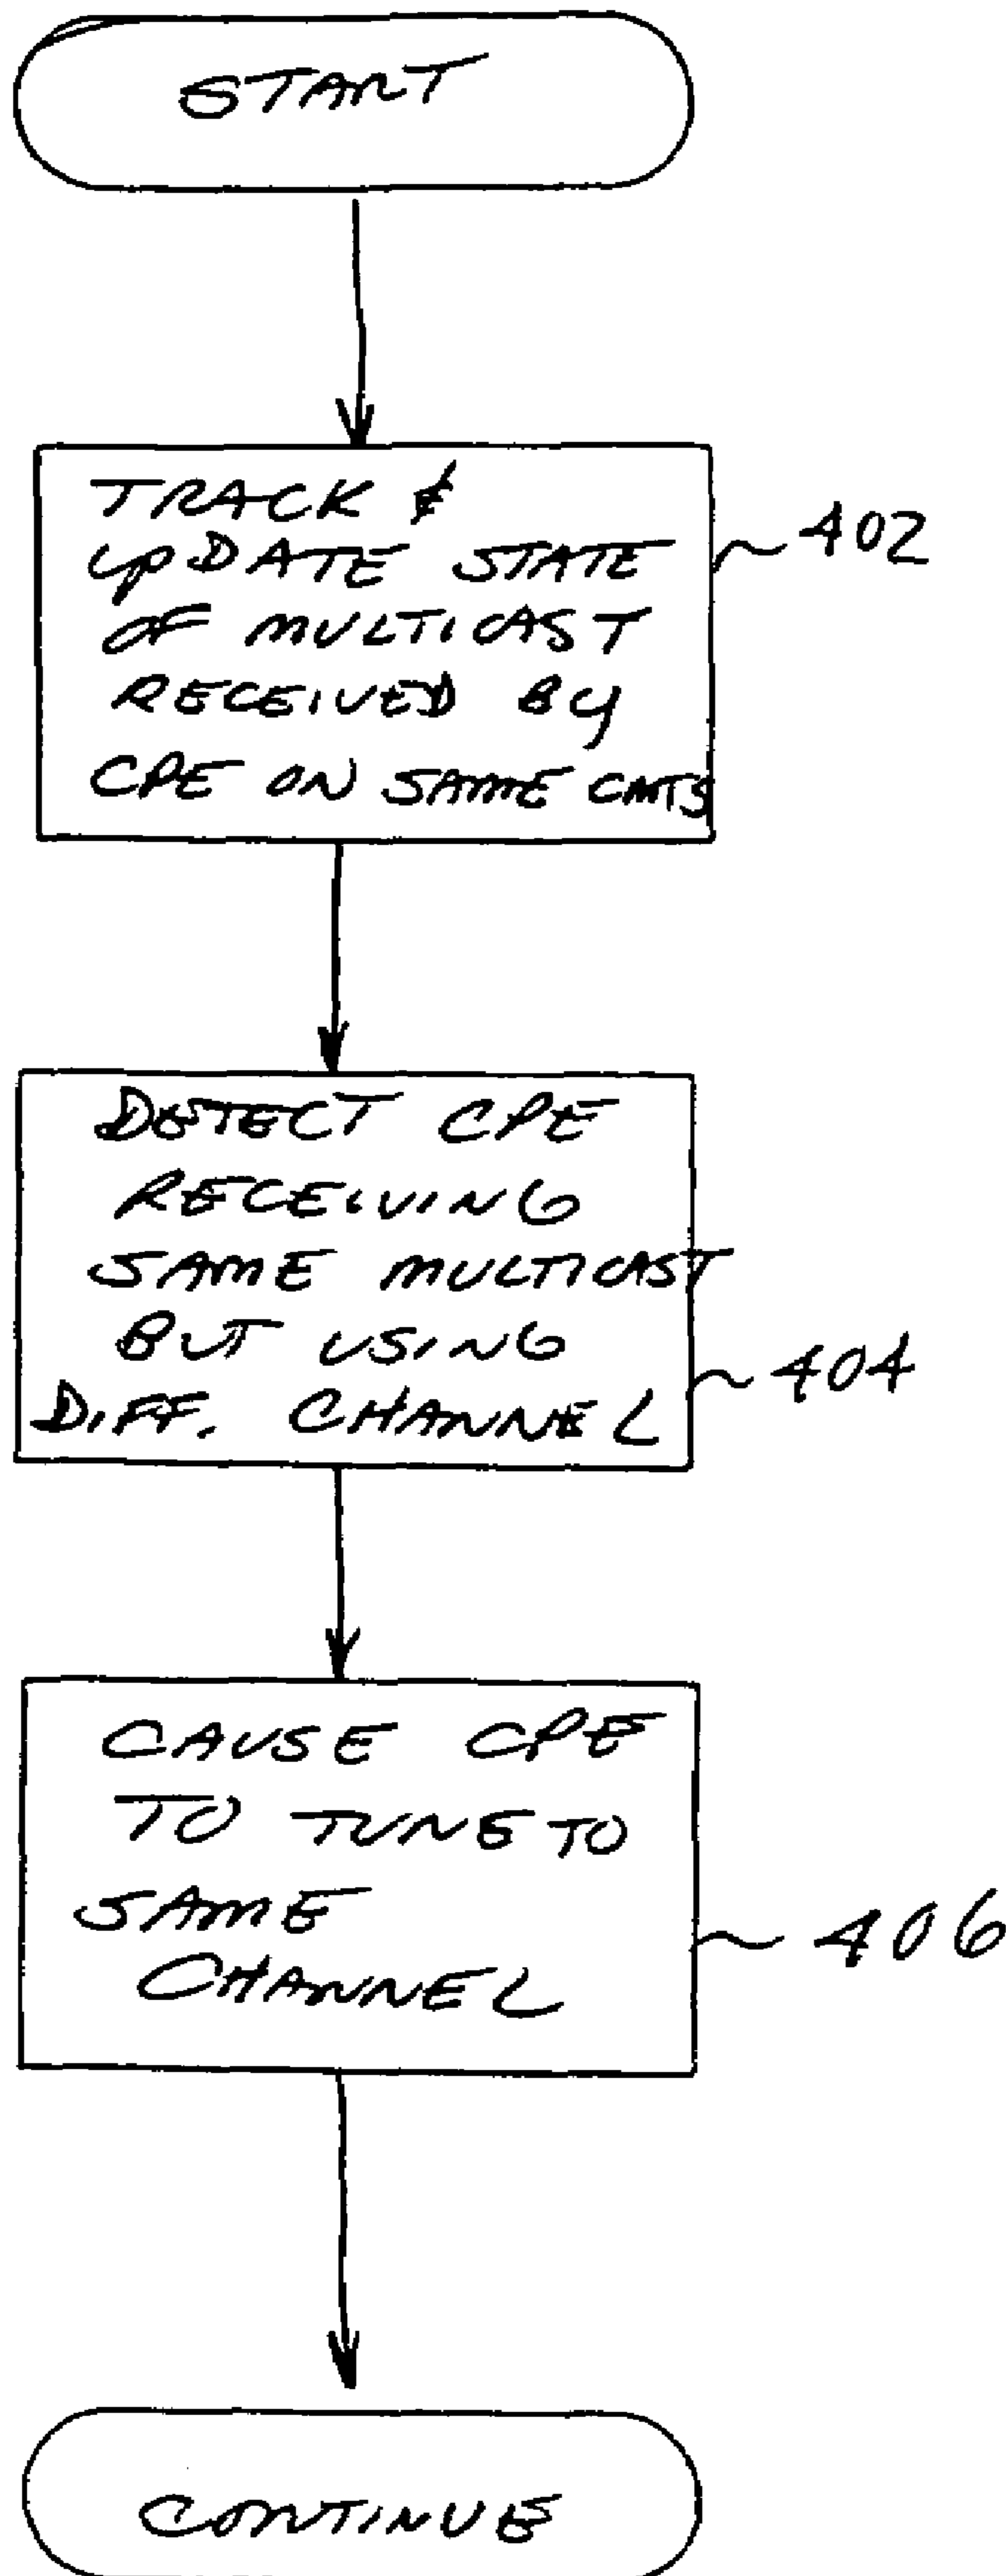 START
TRACK &
UPDATE STATE
OF MULTICAST
RECEIVED BY
CPE ON SAME CMTS
402
DETECT CPE
RECEIVING
SAME MULTICAST
BUT USING
DIFF. CHANNEL
404
CAUSE CPE
TO TUNE TO
SAME
CHANNEL
406
CONTINUE